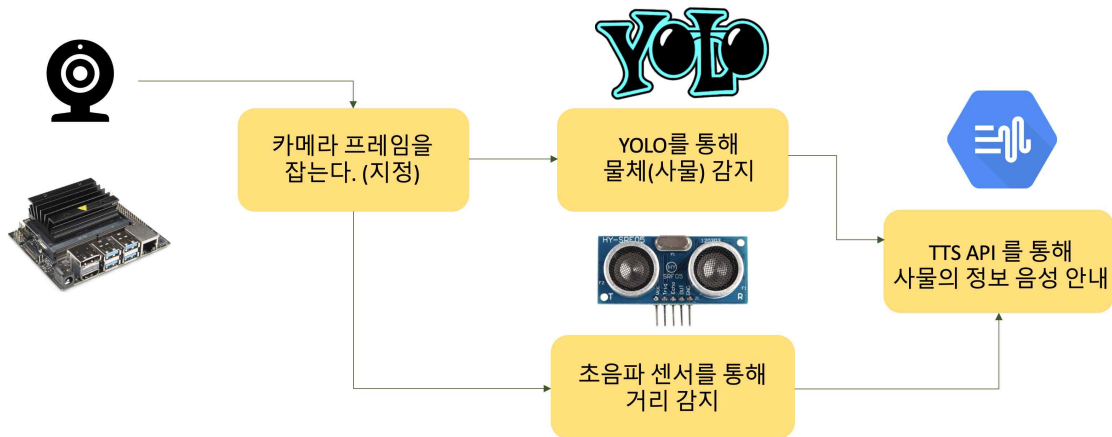 YOLO
카메라 프레임을
잡는다. (지정)
YOLO를 통해
물체(사물) 감지
HY-SRF05
TTS API 를 통해
사물의 정보 음성 안내
초음파 센서를 통해
거리 감지